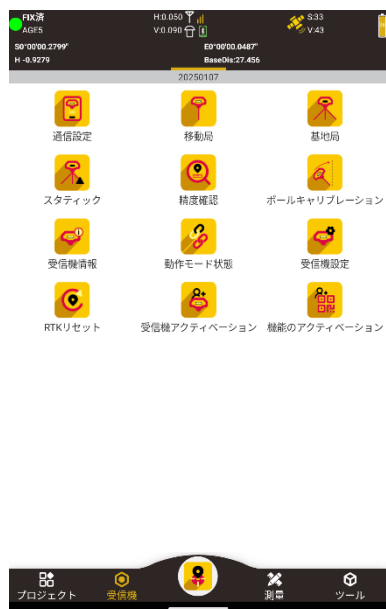 FIX済 H:0.050 S:33
AGE5 V:0.090 V:43
S0°00'00.2799" E0°00'00.0487"
H -0.9279 BaseDis:27.456
20250107
通信設定 移動局 基地局
スタティック 精度確認 ポールキャリブレーション
受信機情報 動作モード状態 受信機設定
RTKリセット 受信機アクティベーション 機能のアクティベーション
プロジェクト 受信機 測量 ツール